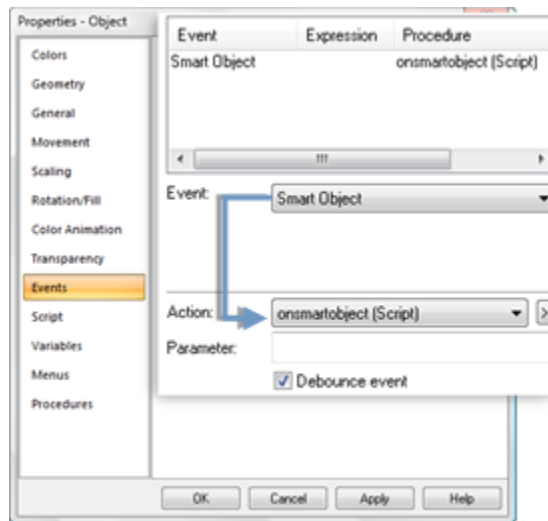 Properties - Object
Colors
Geometry
General
Movement
Scaling
Rotation/Fill
Color Animation
Transparency
Events
Script
Variables
Menus
Procedures
Event Expression Procedure
Smart Object onsmartobject (Script)
Event: Smart Object
Action: onsmartobject (Script) >
Parameter:
Debounce event
OK Cancel Apply Help